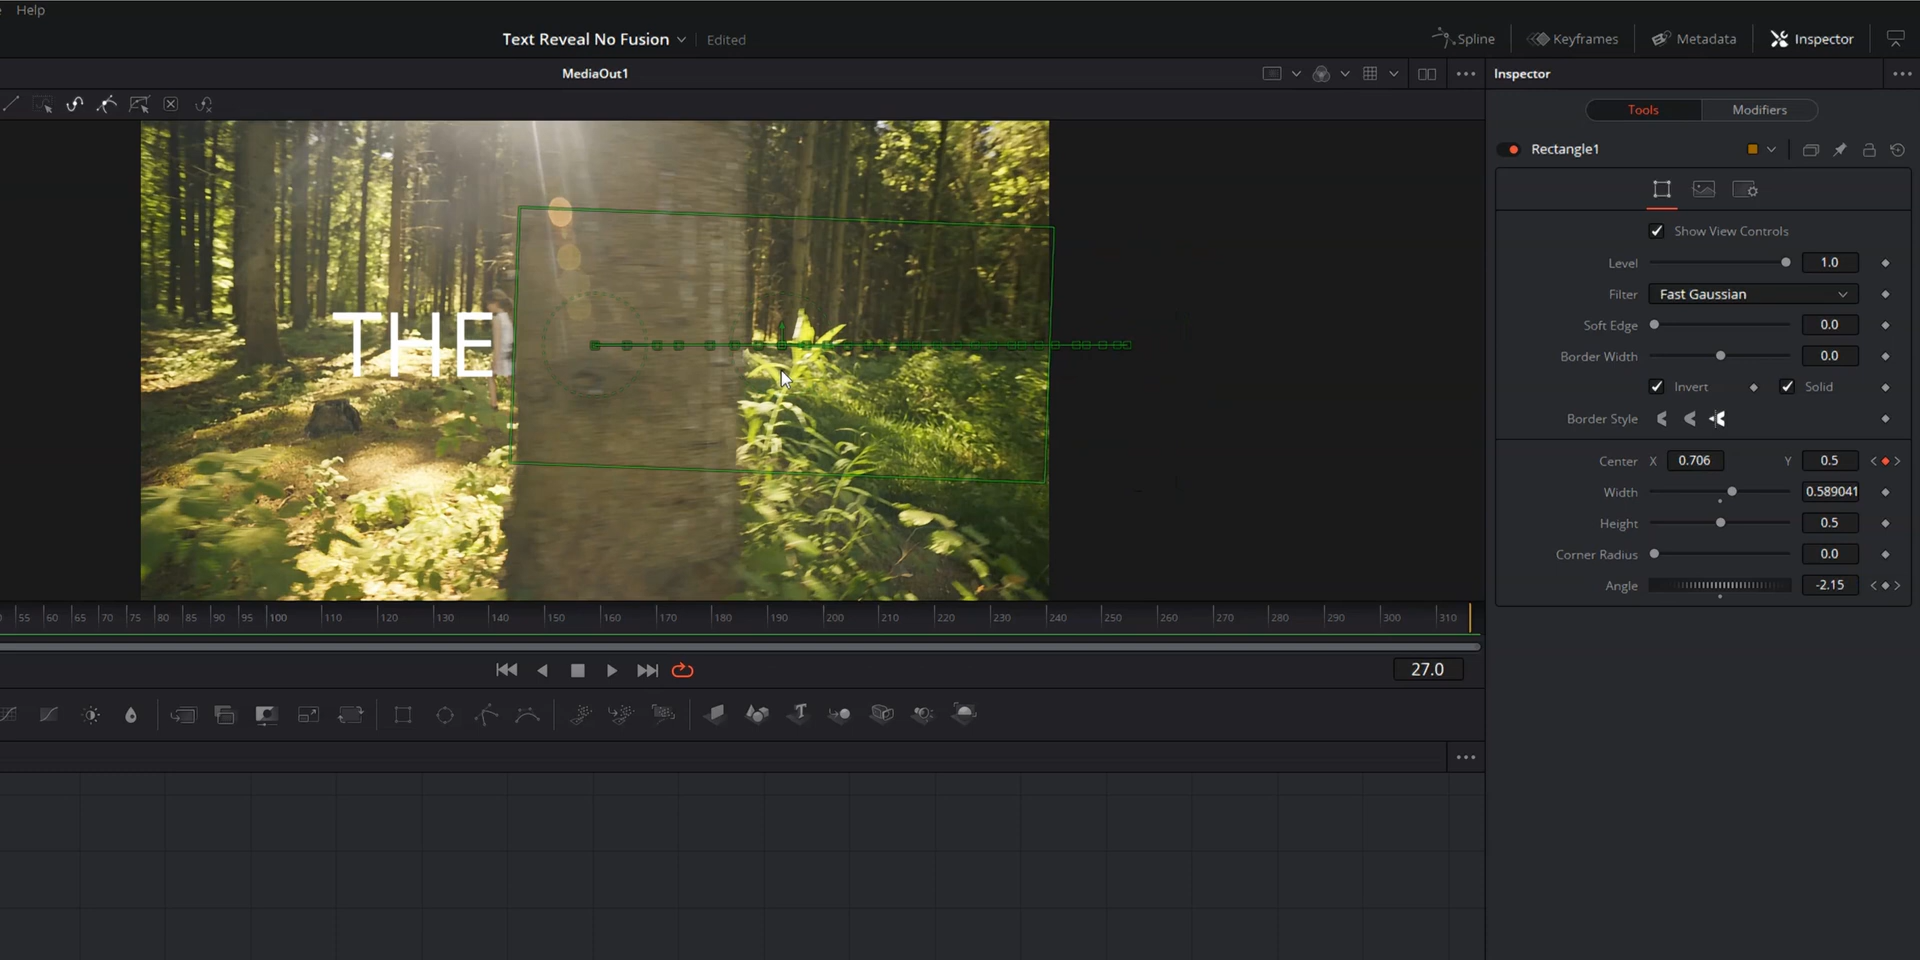 Help
Text Reveal No Fusion
Edited
Spline
Keyframes
Metadata
Inspector
MediaOut1
Inspector
Tools
Modifiers
Rectangle1
Show View Controls
Level 1.0
Filter Fast Gaussian
Soft Edge 0.0
Border Width 0.0
Invert Solid
Border Style
Center X 0.706 Y 0.5
Width 0.589041
Height 0.5
Corner Radius 0.0
Angle -2.15
THE
55 60 65 70 75 80 85 90 95 100 110 120 130 140 150 160 170 180 190 200 210 220 230 240 250 260 270 280 290 300 310
27.0